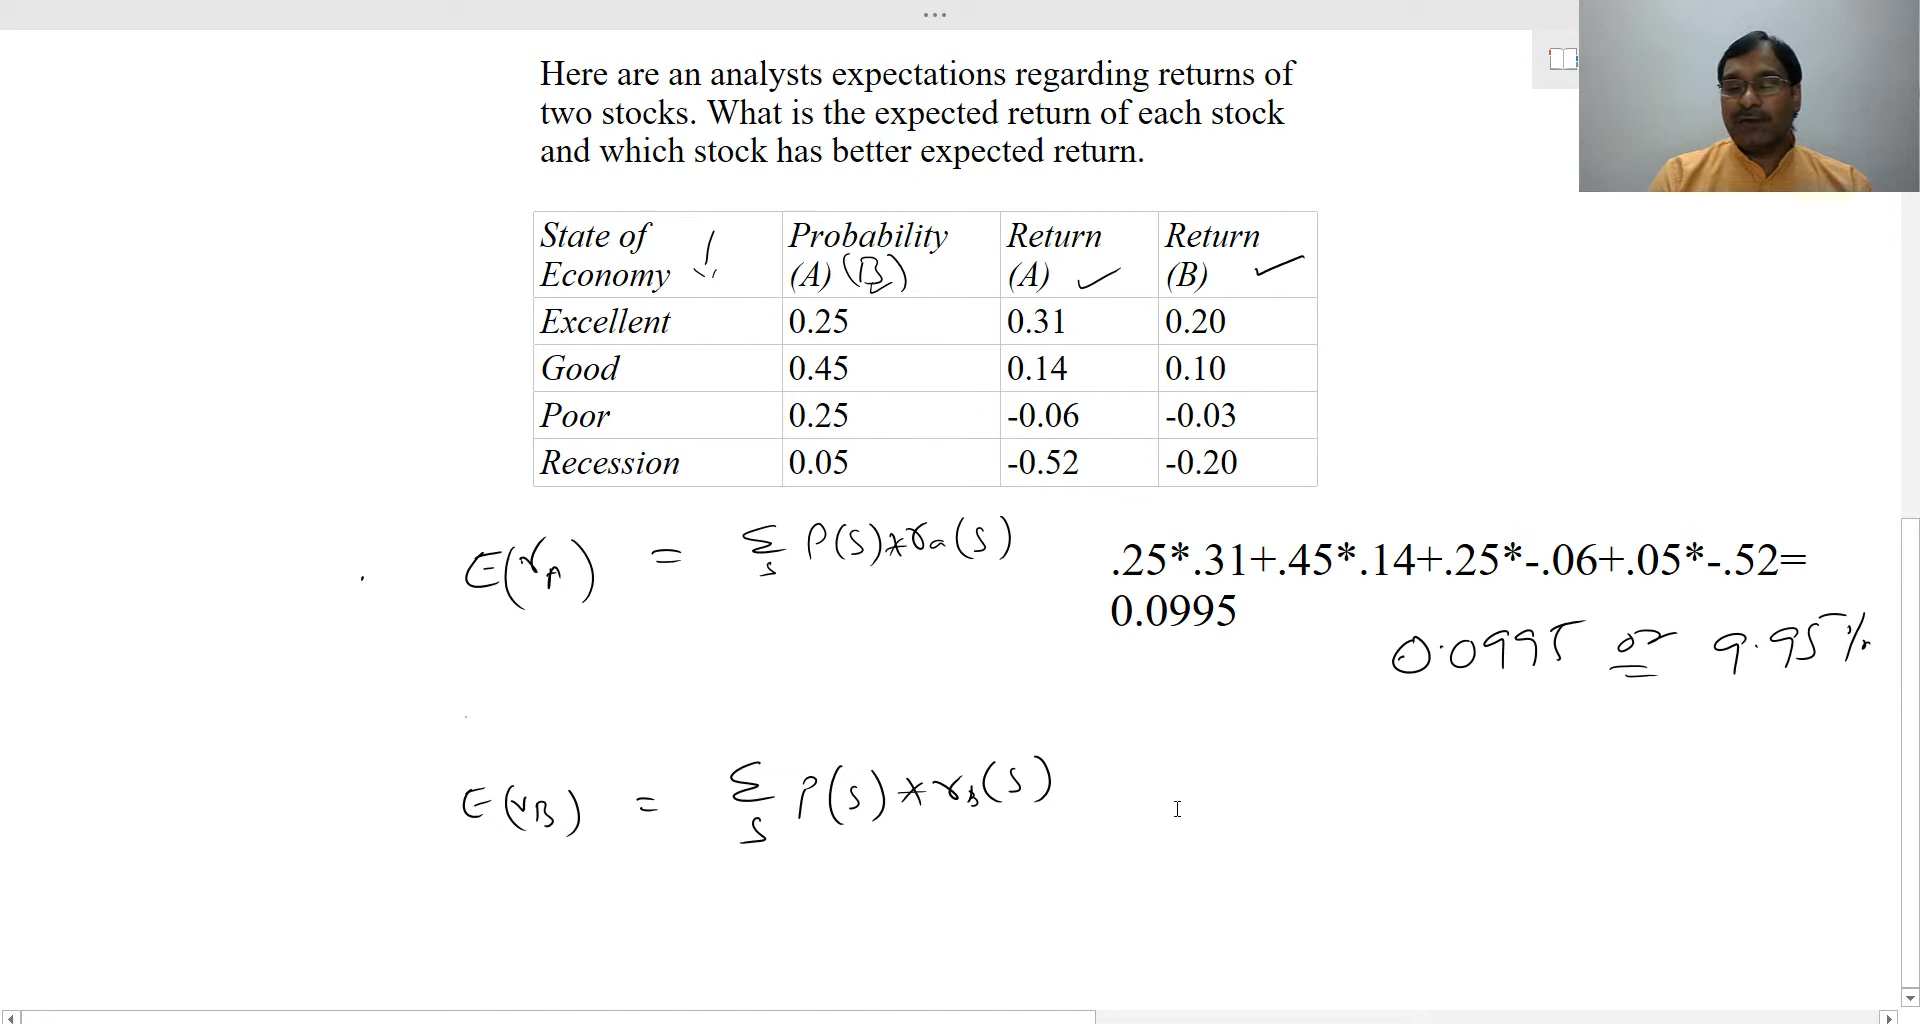 Here are an analysts expectations regarding returns of
two stocks. What is the expected return of each stock
and which stock has better expected return.
State of Economy Probability (A) (B) Return (A) Return (B)
Excellent 0.25 0.31 0.20
Good 0.45 0.14 0.10
Poor 0.25 -0.06 -0.03
Recession 0.05 -0.52 -0.20
E(rA) = Σs P(s)*ra(s)
.25*.31+.45*.14+.25*-.06+.05*-.52=
0.0995
0.0995 or 9.95%
E(rB) = Σs P(s)*rB(s)